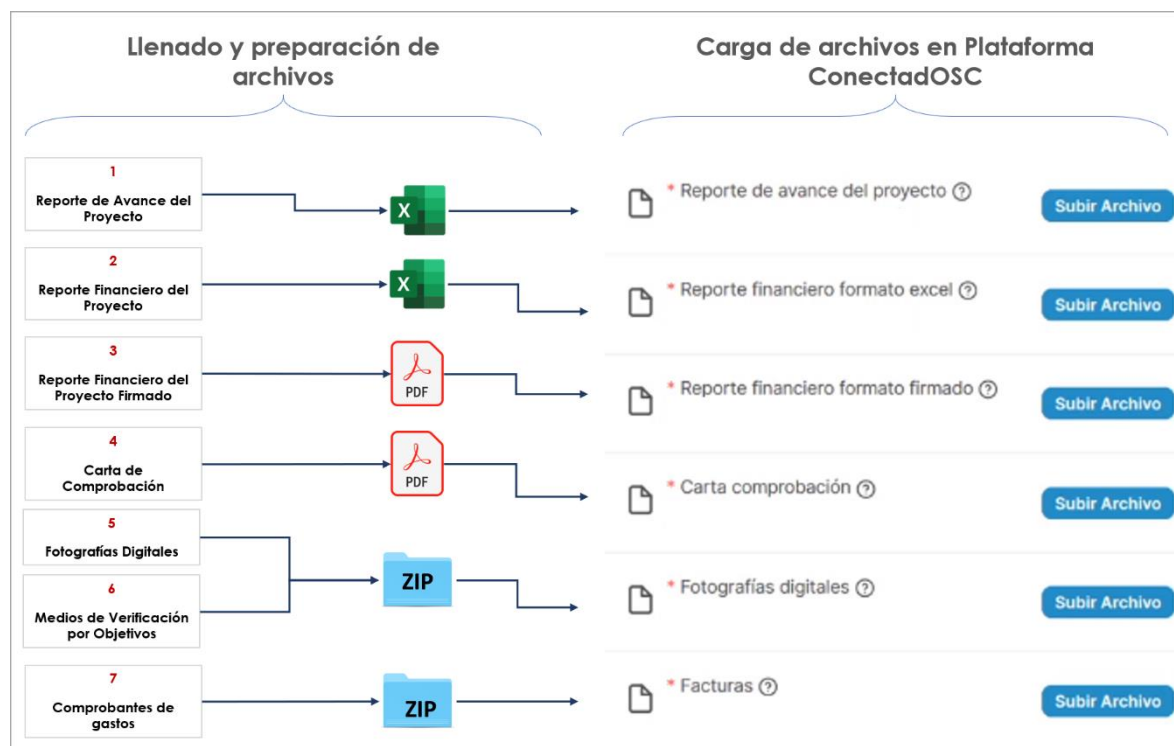 Llenado y preparación de
archivos
Carga de archivos en Plataforma
ConectadOSC
1
Reporte de Avance del
Proyecto
X
* Reporte de avance del proyecto ?
Subir Archivo
2
Reporte Financiero del
Proyecto
X
* Reporte financiero formato excel ?
Subir Archivo
3
Reporte Financiero del
Proyecto Firmado
PDF
* Reporte financiero formato firmado ?
Subir Archivo
4
Carta de
Comprobación
PDF
* Carta comprobación ?
Subir Archivo
5
Fotografías Digitales
6
Medios de Verificación
por Objetivos
ZIP
* Fotografías digitales ?
Subir Archivo
7
Comprobantes de
gastos
ZIP
* Facturas ?
Subir Archivo